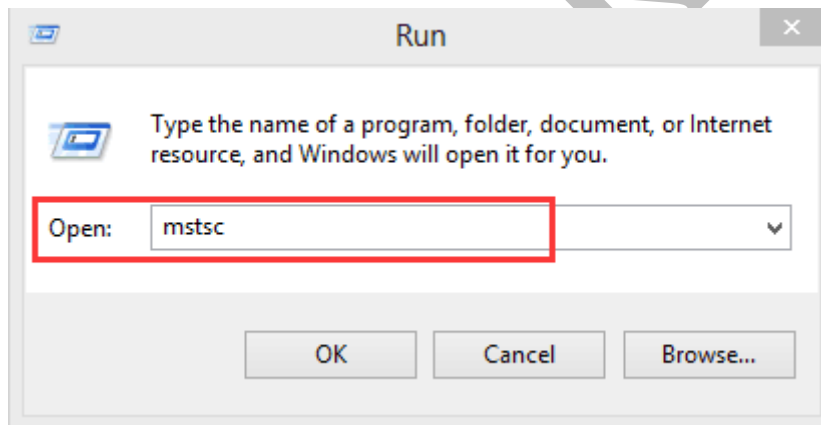 Run
Type the name of a program, folder, document, or Internet
resource, and Windows will open it for you.
Open: mstsc
OK Cancel Browse...